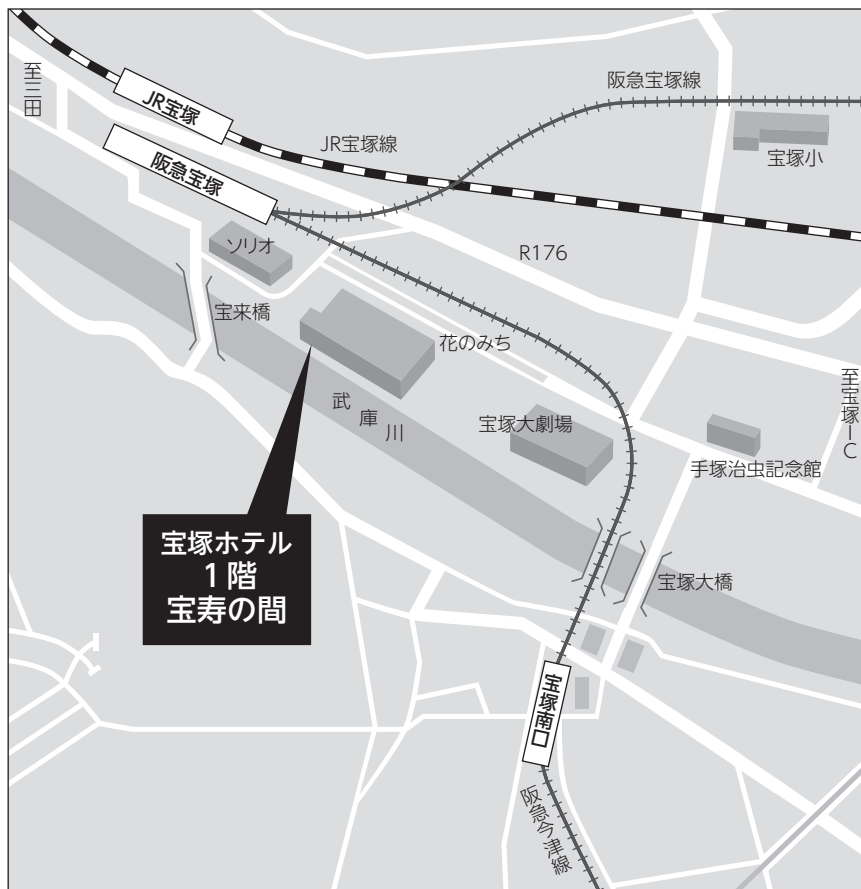 至三田
JR宝塚
阪急宝塚
JR宝塚線
阪急宝塚線
宝塚小
ソリオ
R176
宝来橋
花のみち
武庫川
宝塚大劇場
手塚治虫記念館
至宝塚IC
宝塚ホテル
1階
宝寿の間
宝塚大橋
宝塚南口
阪急今津線